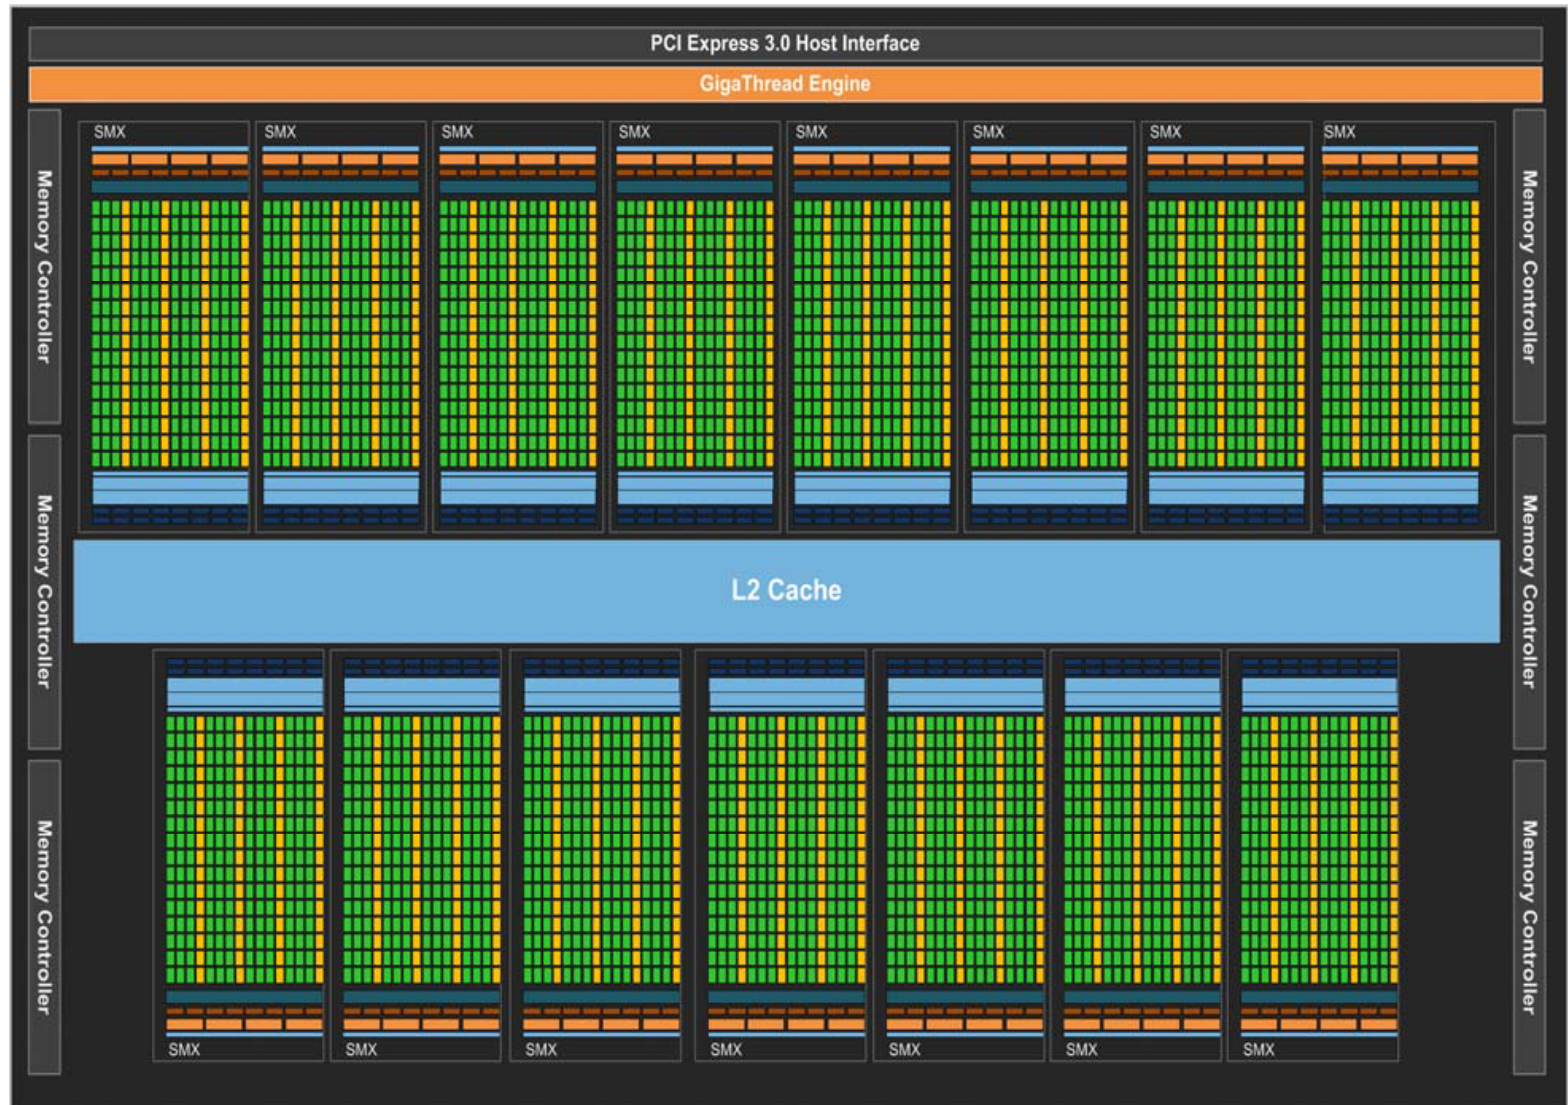 PCI Express 3.0 Host Interface
GigaThread Engine
SMX
SMX
SMX
SMX
SMX
SMX
SMX
SMX
Memory Controller
Memory Controller
Memory Controller
Memory Controller
L2 Cache
Memory Controller
Memory Controller
SMX
SMX
SMX
SMX
SMX
SMX
SMX